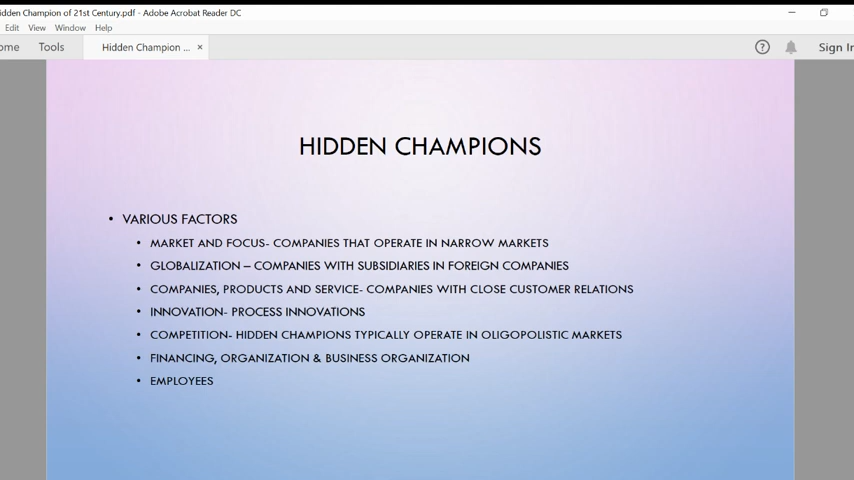 idden Champion of 21st Century.pdf - Adobe Acrobat Reader DC
Edit View Window Help
ome Tools Hidden Champion ... × ? Sign In
HIDDEN CHAMPIONS
• VARIOUS FACTORS
• MARKET AND FOCUS- COMPANIES THAT OPERATE IN NARROW MARKETS
• GLOBALIZATION – COMPANIES WITH SUBSIDIARIES IN FOREIGN COMPANIES
• COMPANIES, PRODUCTS AND SERVICE- COMPANIES WITH CLOSE CUSTOMER RELATIONS
• INNOVATION- PROCESS INNOVATIONS
• COMPETITION- HIDDEN CHAMPIONS TYPICALLY OPERATE IN OLIGOPOLISTIC MARKETS
• FINANCING, ORGANIZATION & BUSINESS ORGANIZATION
• EMPLOYEES